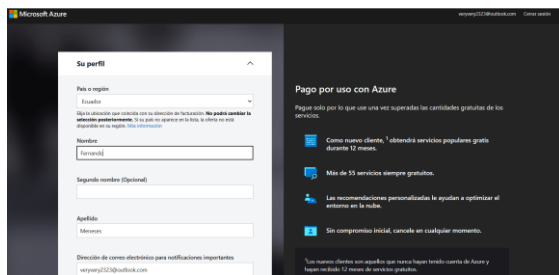 Microsoft Azure
verywry2323@outlook.com Cerrar sesión
Su perfil
País o región
Ecuador
Elija la ubicación que coincida con su dirección de facturación. No podrá cambiar la
selección posteriormente. Si su país no aparece en la lista, la oferta no está
disponible en su región. Más información
Nombre
Fernando
Segundo nombre (Opcional)
Apellido
Meneses
Dirección de correo electrónico para notificaciones importantes
verywry2323@outlook.com
Pago por uso con Azure
Pague solo por lo que use una vez superadas las cantidades gratuitas de los
servicios.
Como nuevo cliente, ¹ obtendrá servicios populares gratis
durante 12 meses.
Más de 55 servicios siempre gratuitos.
Las recomendaciones personalizadas le ayudan a optimizar el
entorno en la nube.
Sin compromiso inicial, cancele en cualquier momento.
¹Los nuevos clientes son aquellos que nunca hayan tenido cuenta de Azure y
hayan recibido 12 meses de servicios gratuitos.